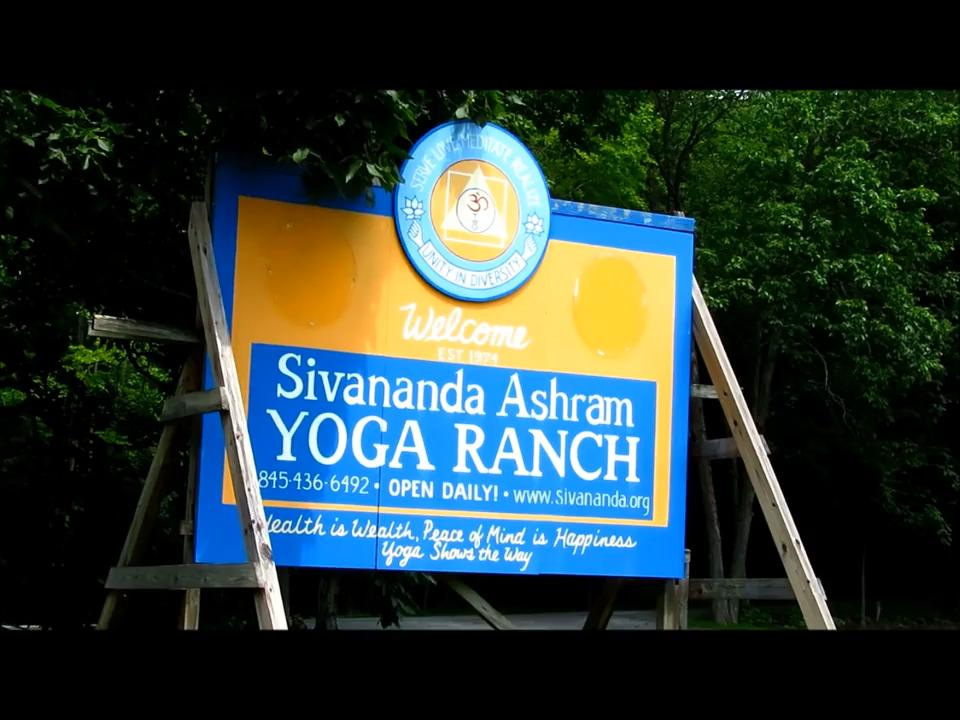 SERVE LOVE MEDITATE REALIZE
ॐ
UNITY IN DIVERSITY
Welcome
EST 1974
Sivananda Ashram
YOGA RANCH
845-436-6492 • OPEN DAILY! • www.sivananda.org
Health is Wealth, Peace of Mind is Happiness
Yoga Shows the Way